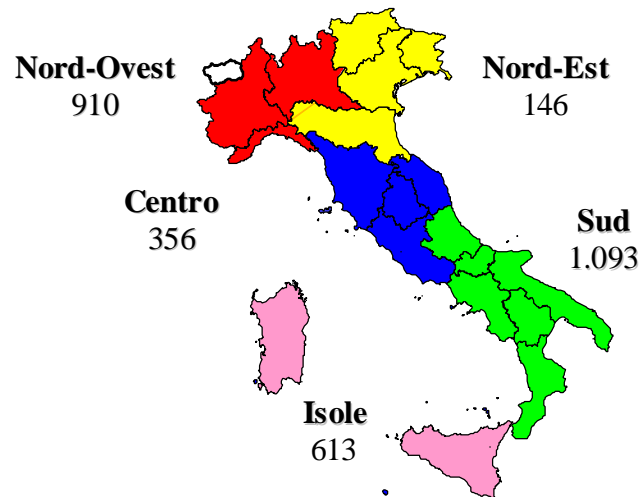 Nord-Ovest
910
Nord-Est
146
Centro
356
Sud
1.093
Isole
613